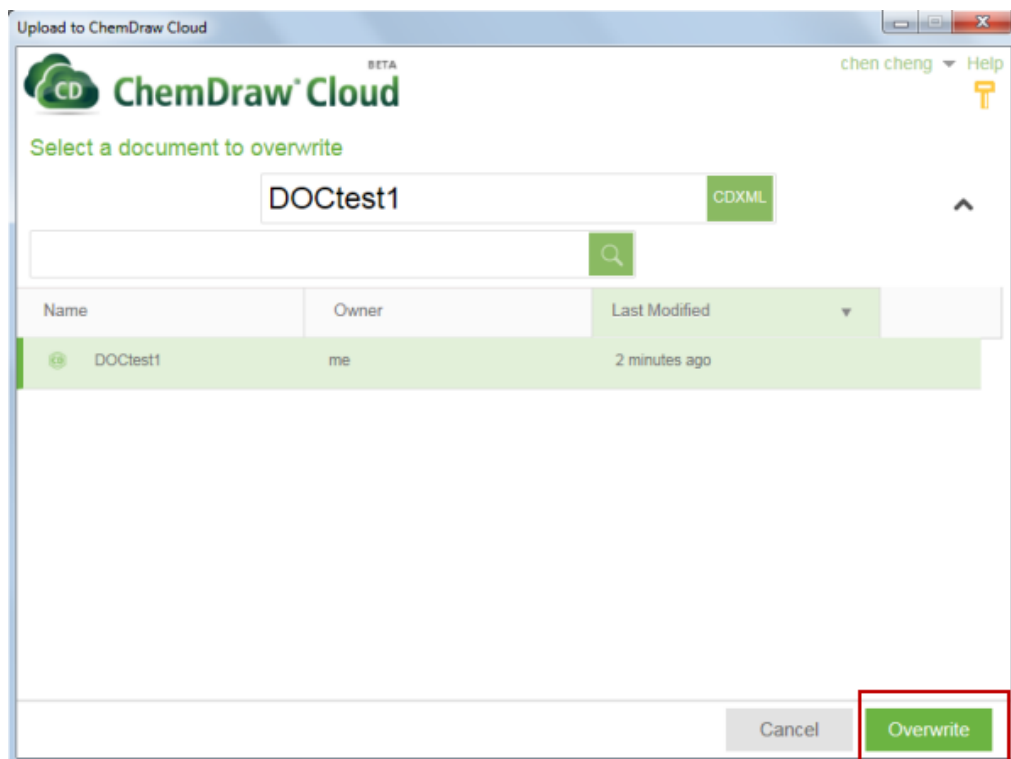 Upload to ChemDraw Cloud
BETA
chen cheng Help
CD ChemDraw® Cloud
Select a document to overwrite
DOCtest1 CDXML
Name Owner Last Modified
CD DOCtest1 me 2 minutes ago
Cancel Overwrite